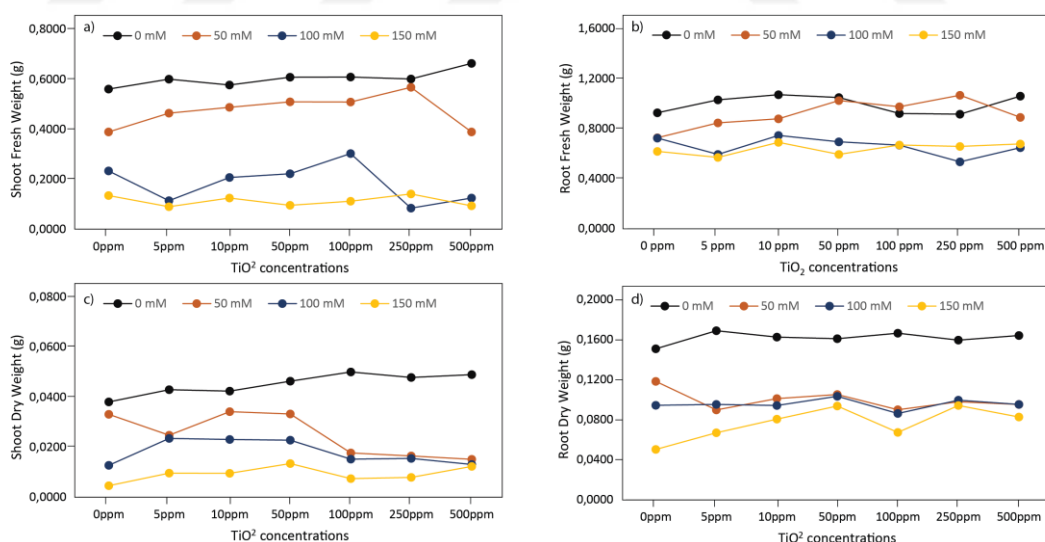 a)
0 mM 50 mM 100 mM 150 mM
Shoot Fresh Weight (g)
0,8000
0,6000
0,4000
0,2000
0,0000
0ppm 5ppm 10ppm 50ppm 100ppm 250ppm 500ppm
TiO² concentrations
b)
0 mM 50 mM 100 mM 150 mM
Root Fresh Weight (g)
1,6000
1,2000
0,8000
0,4000
0,0000
0 ppm 5 ppm 10 ppm 50 ppm 100 ppm 250 ppm 500 ppm
TiO₂ concentrations
c)
0 mM 50 mM 100 mM 150 mM
Shoot Dry Weight (g)
0,0800
0,0600
0,0400
0,0200
0,0000
0ppm 5ppm 10ppm 50ppm 100ppm 250ppm 500ppm
TiO² concentrations
d)
0 mM 50 mM 100 mM 150 mM
Root Dry Weight (g)
0,2000
0,1600
0,1200
0,0800
0,0400
0,0000
0ppm 5ppm 10ppm 50ppm 100ppm 250ppm 500ppm
TiO² concentrations